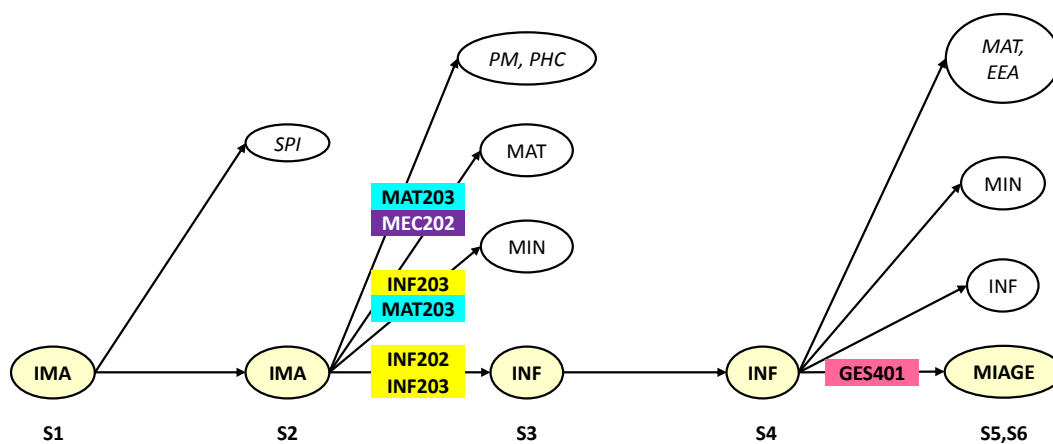 MAT,
EEA
PM, PHC
SPI
MAT
MIN
MAT203
MEC202
MIN
INF203
MAT203
INF
IMA
IMA
INF202
INF203
INF
INF
GES401
MIAGE
S1
S2
S3
S4
S5,S6